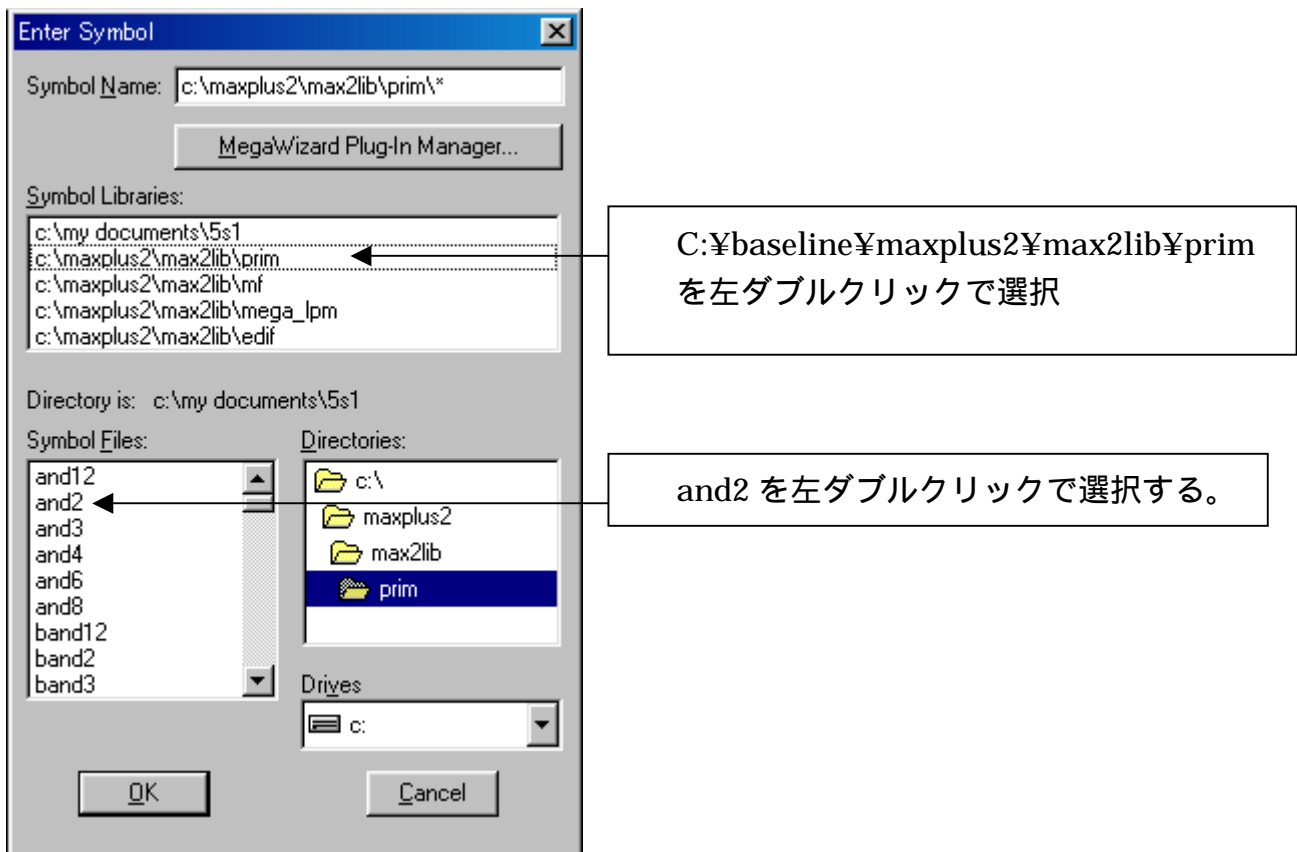 Enter Symbol
Symbol Name: c:\maxplus2\max2lib\prim\*
MegaWizard Plug-In Manager...
Symbol Libraries:
c:\my documents\5s1
c:\maxplus2\max2lib\prim
c:\maxplus2\max2lib\mf
c:\maxplus2\max2lib\mega_lpm
c:\maxplus2\max2lib\edif
C:¥baseline¥maxplus2¥max2lib¥prim
を左ダブルクリックで選択
Directory is: c:\my documents\5s1
Symbol Files:
and12
and2
and3
and4
and6
and8
band12
band2
band3
Directories:
c:\
maxplus2
max2lib
prim
and2 を左ダブルクリックで選択する。
Drives
c:
OK
Cancel